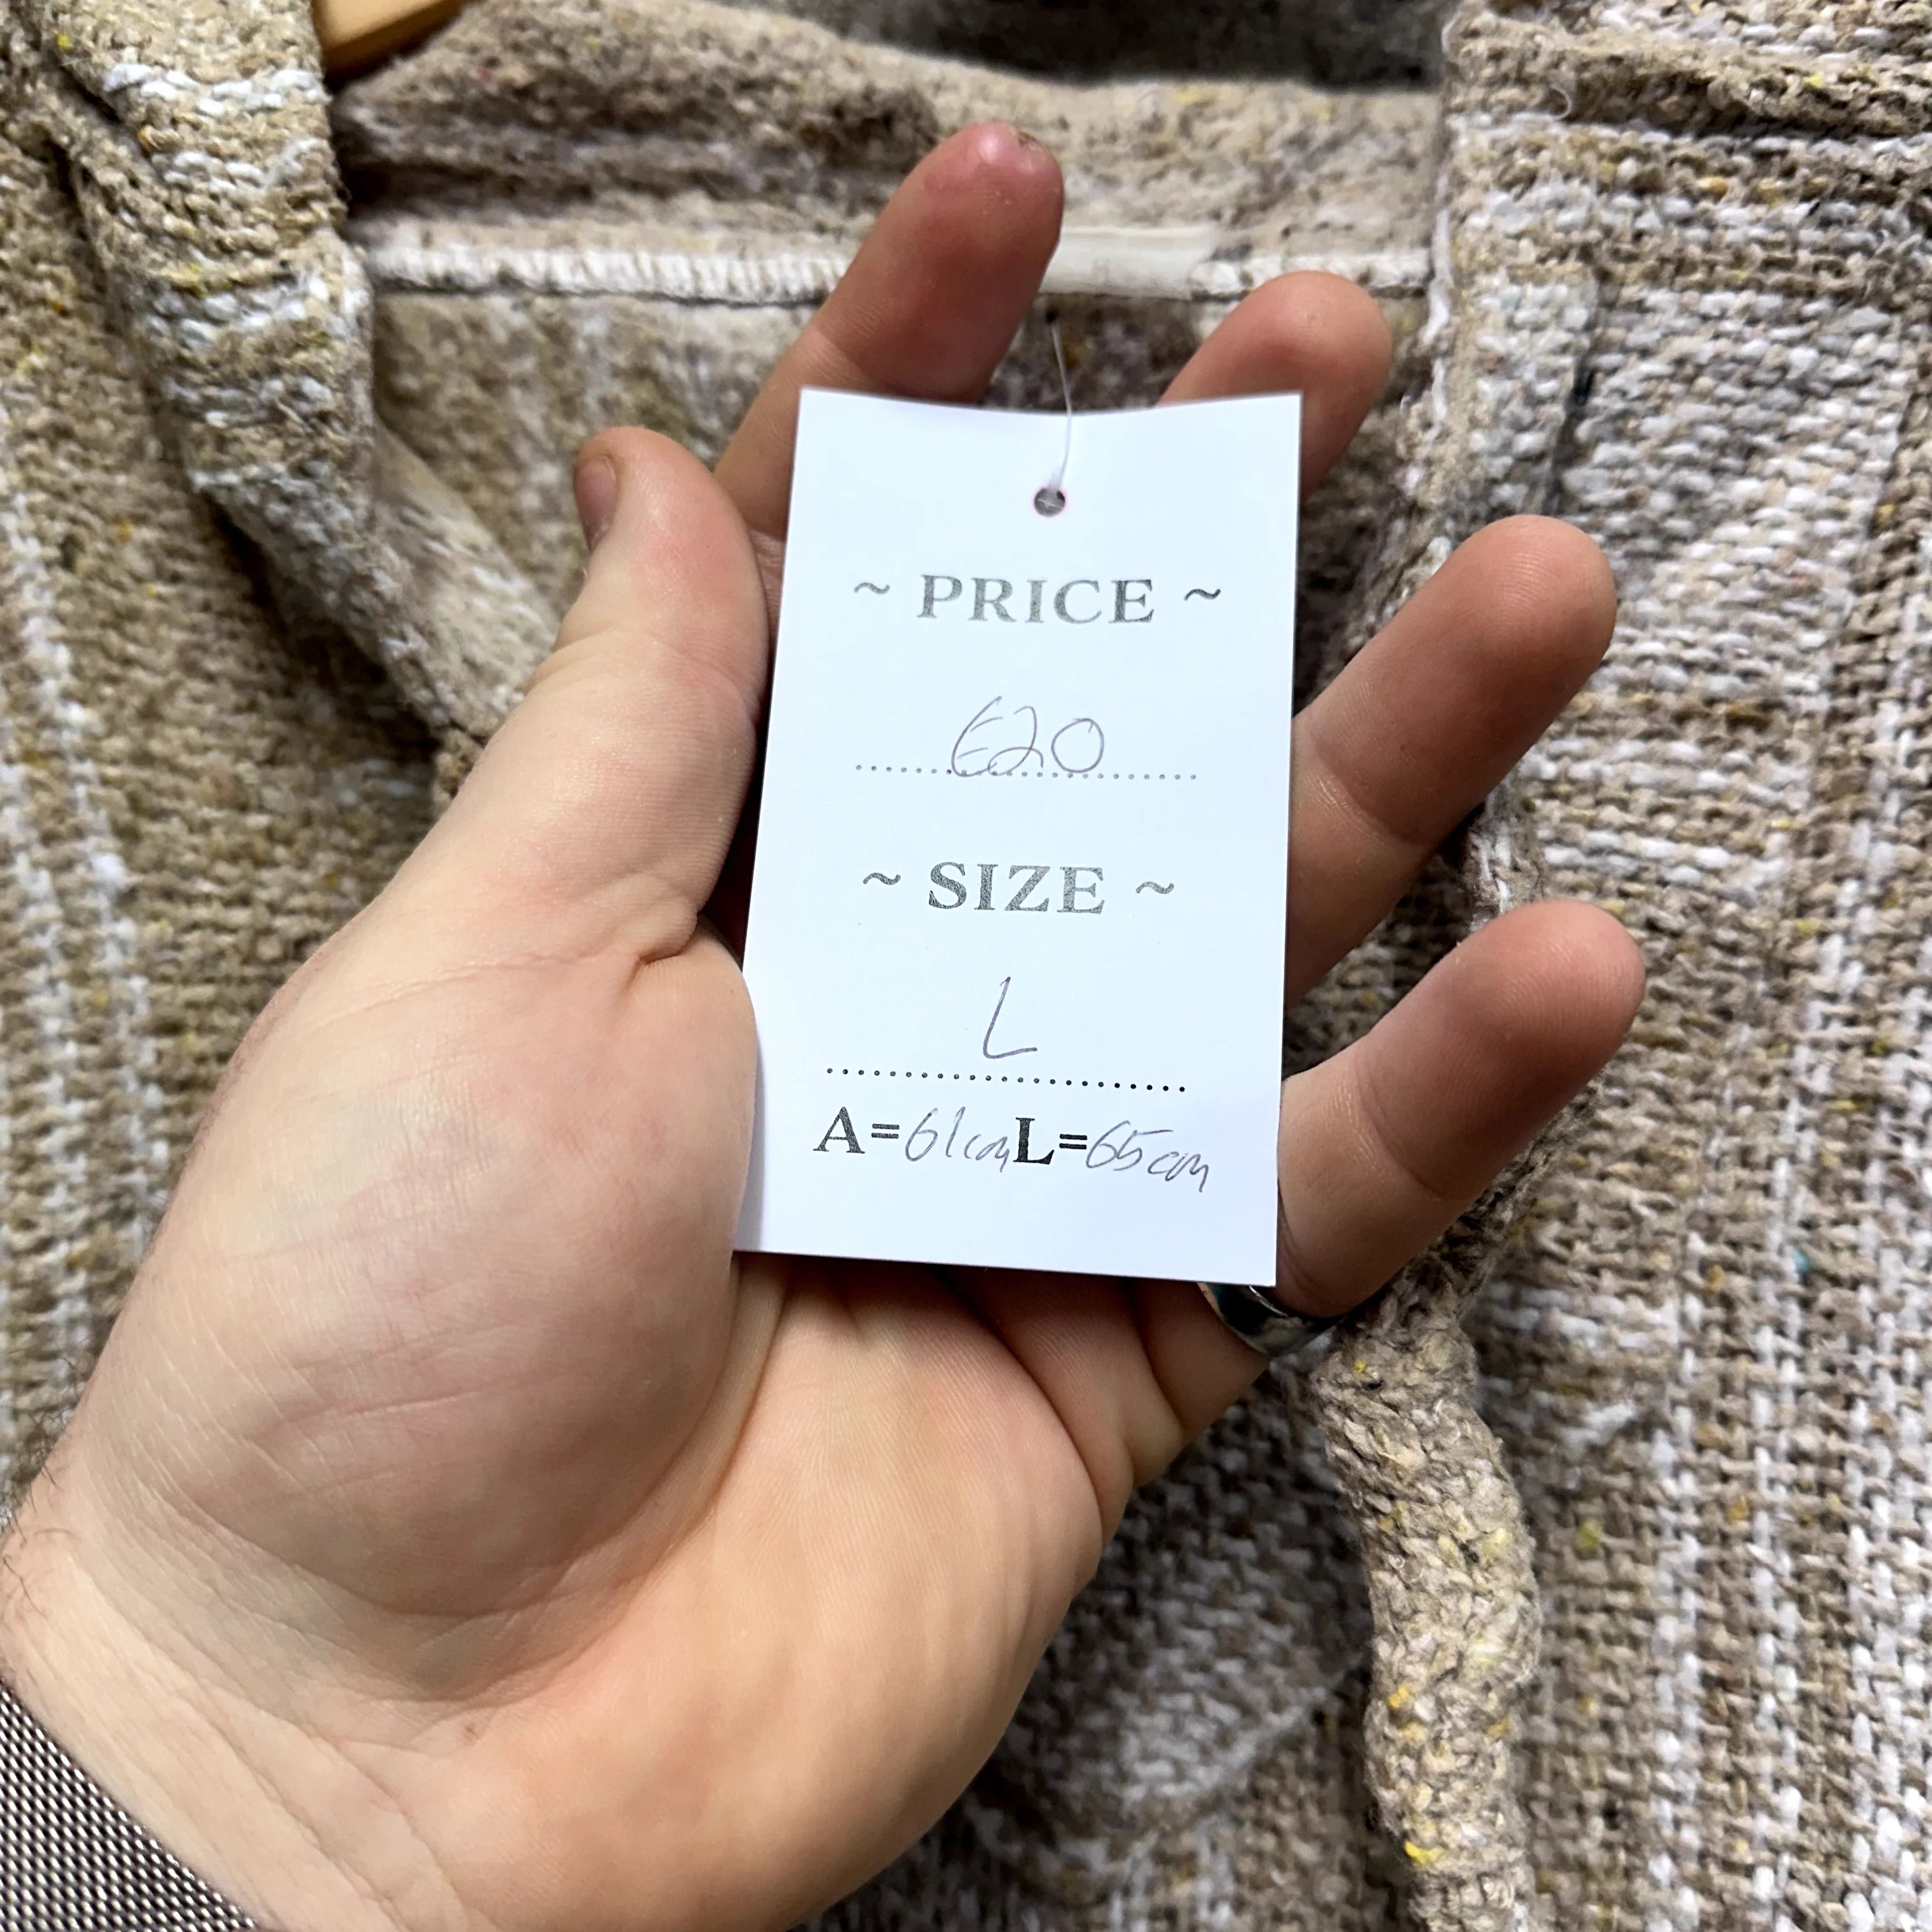 ~ PRICE ~
£20
~ SIZE ~
L
A=61cm L=65cm